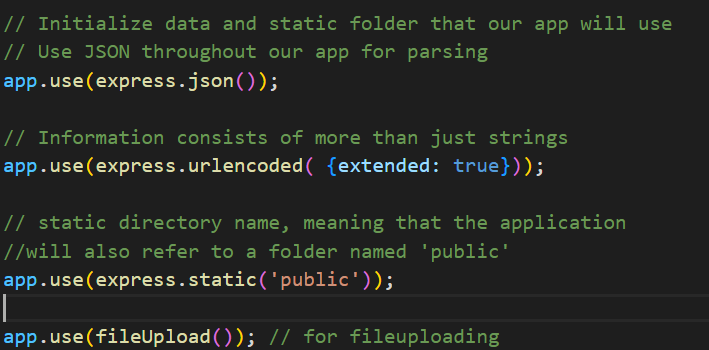 // Initialize data and static folder that our app will use
// Use JSON throughout our app for parsing
app.use(express.json());
// Information consists of more than just strings
app.use(express.urlencoded( {extended: true}));
// static directory name, meaning that the application
//will also refer to a folder named 'public'
app.use(express.static('public'));
app.use(fileUpload()); // for fileuploading